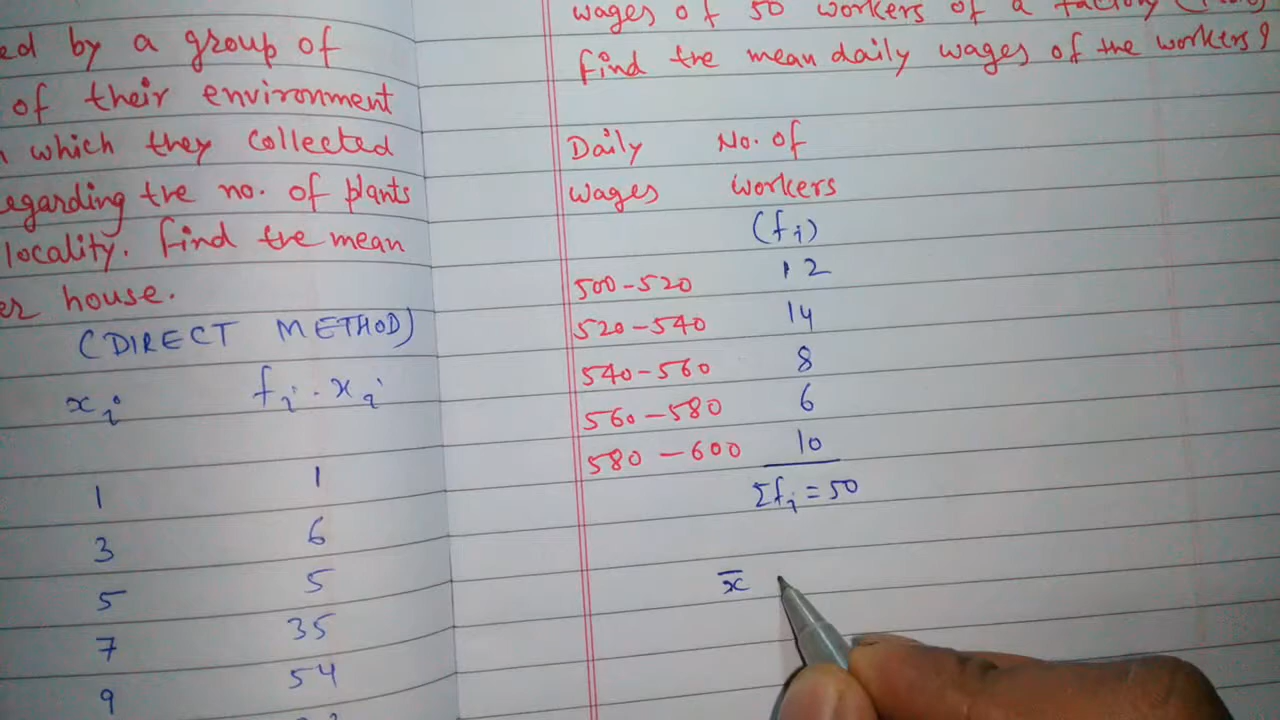 ed by a group of
of their environment
which they collected
egarding the no. of plants
locality. Find the mean
er house.
(DIRECT METHOD)
xi fi . xi
1 1
3 6
5 5
7 35
9 54
wages of 50 workers of a factory
find the mean daily wages of the workers?
Daily No. of
wages workers
(fi)
500-520 12
520-540 14
540-560 8
560-580 6
580-600 10
Σfi = 50
x̄